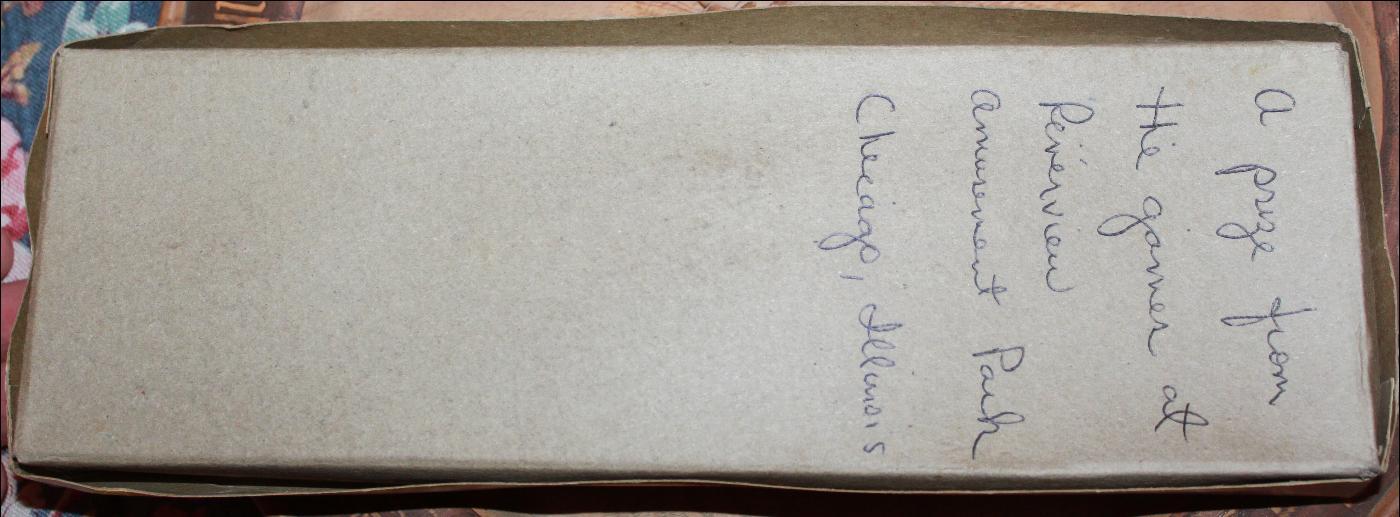 A prize from
the games at
Riverview
Amusement Park
Chicago, Illinois